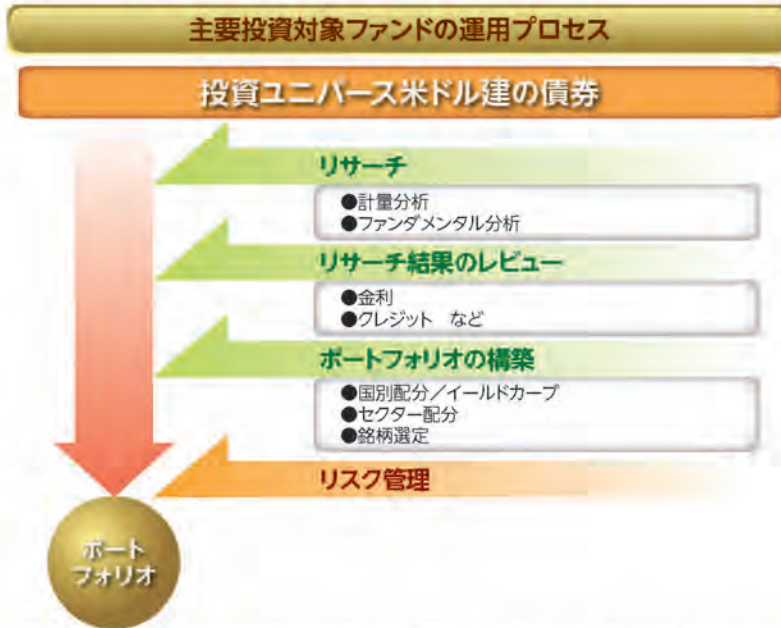 主要投資対象ファンドの運用プロセス
投資ユニバース米ドル建の債券
リサーチ
●計量分析
●ファンダメンタル分析
リサーチ結果のレビュー
●金利
●クレジット　など
ポートフォリオの構築
●国別配分／イールドカーブ
●セクター配分
●銘柄選定
リスク管理
ポート
フォリオ